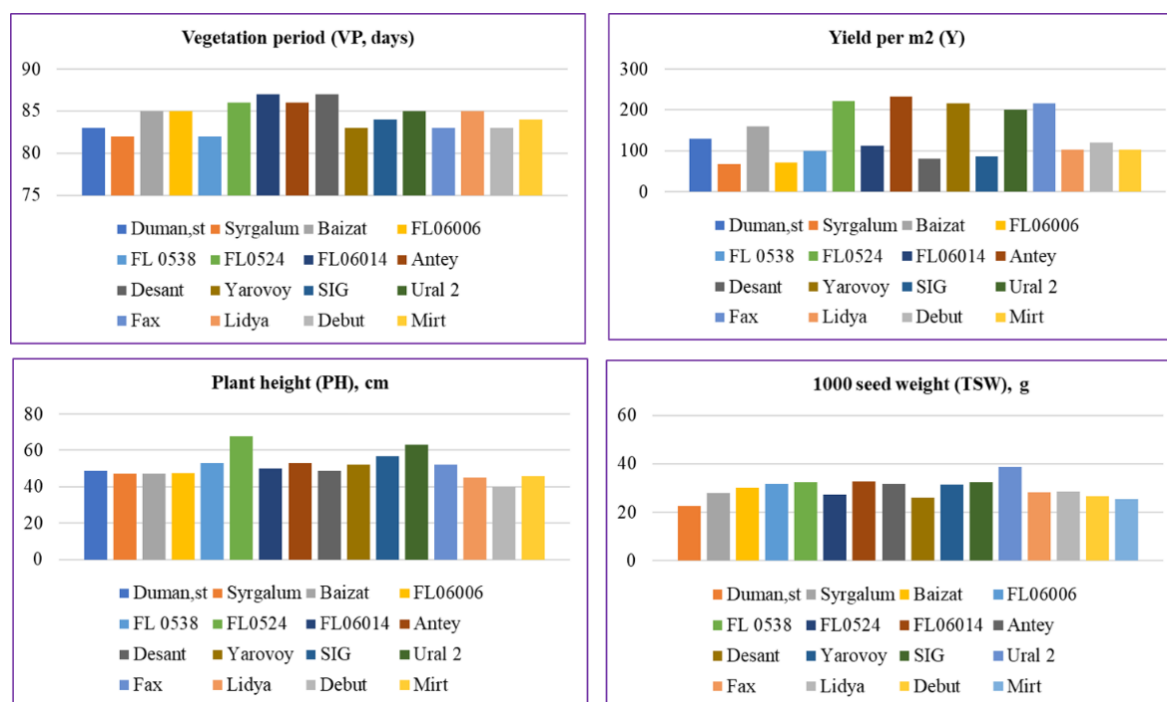 Vegetation period (VP, days)
90
85
80
75
Duman,st Syrgalum Baizat FL06006
FL 0538 FL0524 FL06014 Antey
Desant Yarovoy SIG Ural 2
Fax Lidya Debut Mirt
Yield per m2 (Y)
300
200
100
0
Duman,st Syrgalum Baizat FL06006
FL 0538 FL0524 FL06014 Antey
Desant Yarovoy SIG Ural 2
Fax Lidya Debut Mirt
Plant height (PH), cm
80
60
40
20
0
Duman,st Syrgalum Baizat FL06006
FL 0538 FL0524 FL06014 Antey
Desant Yarovoy SIG Ural 2
Fax Lidya Debut Mirt
1000 seed weight (TSW), g
60
40
20
0
Duman,st Syrgalum Baizat FL06006
FL 0538 FL0524 FL06014 Antey
Desant Yarovoy SIG Ural 2
Fax Lidya Debut Mirt